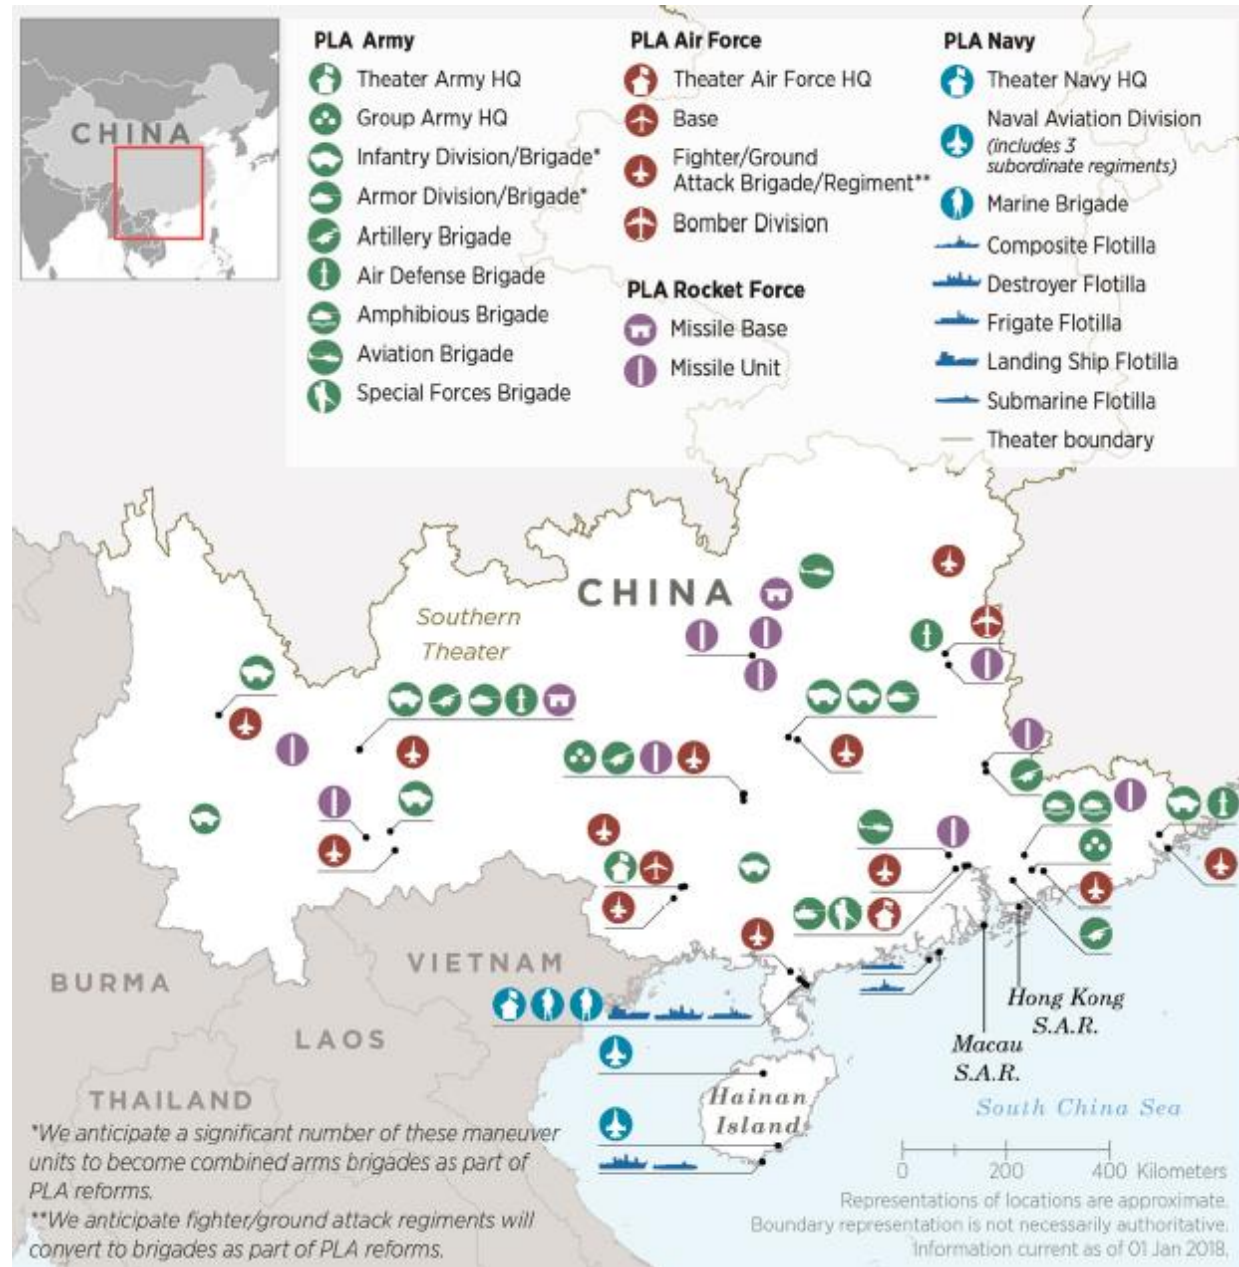 CHINA
PLA Army
Theater Army HQ
Group Army HQ
Infantry Division/Brigade*
Armor Division/Brigade*
Artillery Brigade
Air Defense Brigade
Amphibious Brigade
Aviation Brigade
Special Forces Brigade
PLA Air Force
Theater Air Force HQ
Base
Fighter/Ground
Attack Brigade/Regiment**
Bomber Division
PLA Rocket Force
Missile Base
Missile Unit
PLA Navy
Theater Navy HQ
Naval Aviation Division
(includes 3
subordinate regiments)
Marine Brigade
Composite Flotilla
Destroyer Flotilla
Frigate Flotilla
Landing Ship Flotilla
Submarine Flotilla
Theater boundary
CHINA
Southern
Theater
BURMA
VIETNAM
LAOS
THAILAND
Hong Kong
S.A.R.
Macau
S.A.R.
Hainan
Island
South China Sea
0 200 400 Kilometers
*We anticipate a significant number of these maneuver
units to become combined arms brigades as part of
PLA reforms.
**We anticipate fighter/ground attack regiments will
convert to brigades as part of PLA reforms.
Representations of locations are approximate.
Boundary representation is not necessarily authoritative.
Information current as of 01 Jan 2018.